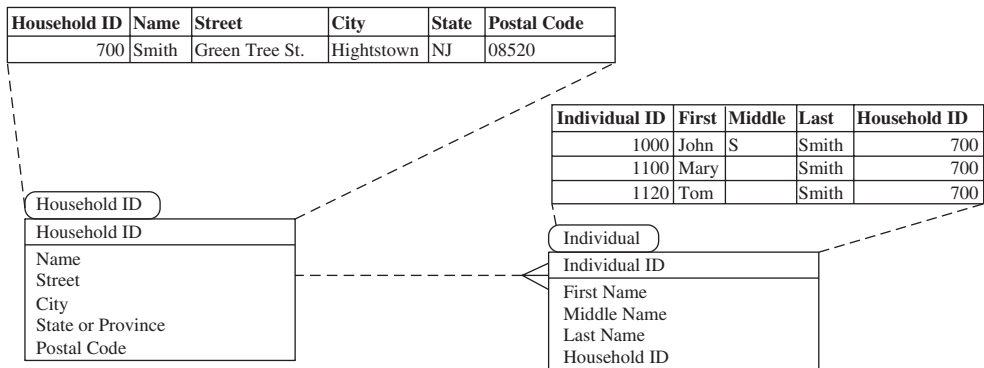 Household ID Name Street City State Postal Code
700 Smith Green Tree St. Hightstown NJ 08520
Individual ID First Middle Last Household ID
1000 John S Smith 700
1100 Mary Smith 700
1120 Tom Smith 700
Household ID
Household ID
Name
Street
City
State or Province
Postal Code
Individual
Individual ID
First Name
Middle Name
Last Name
Household ID